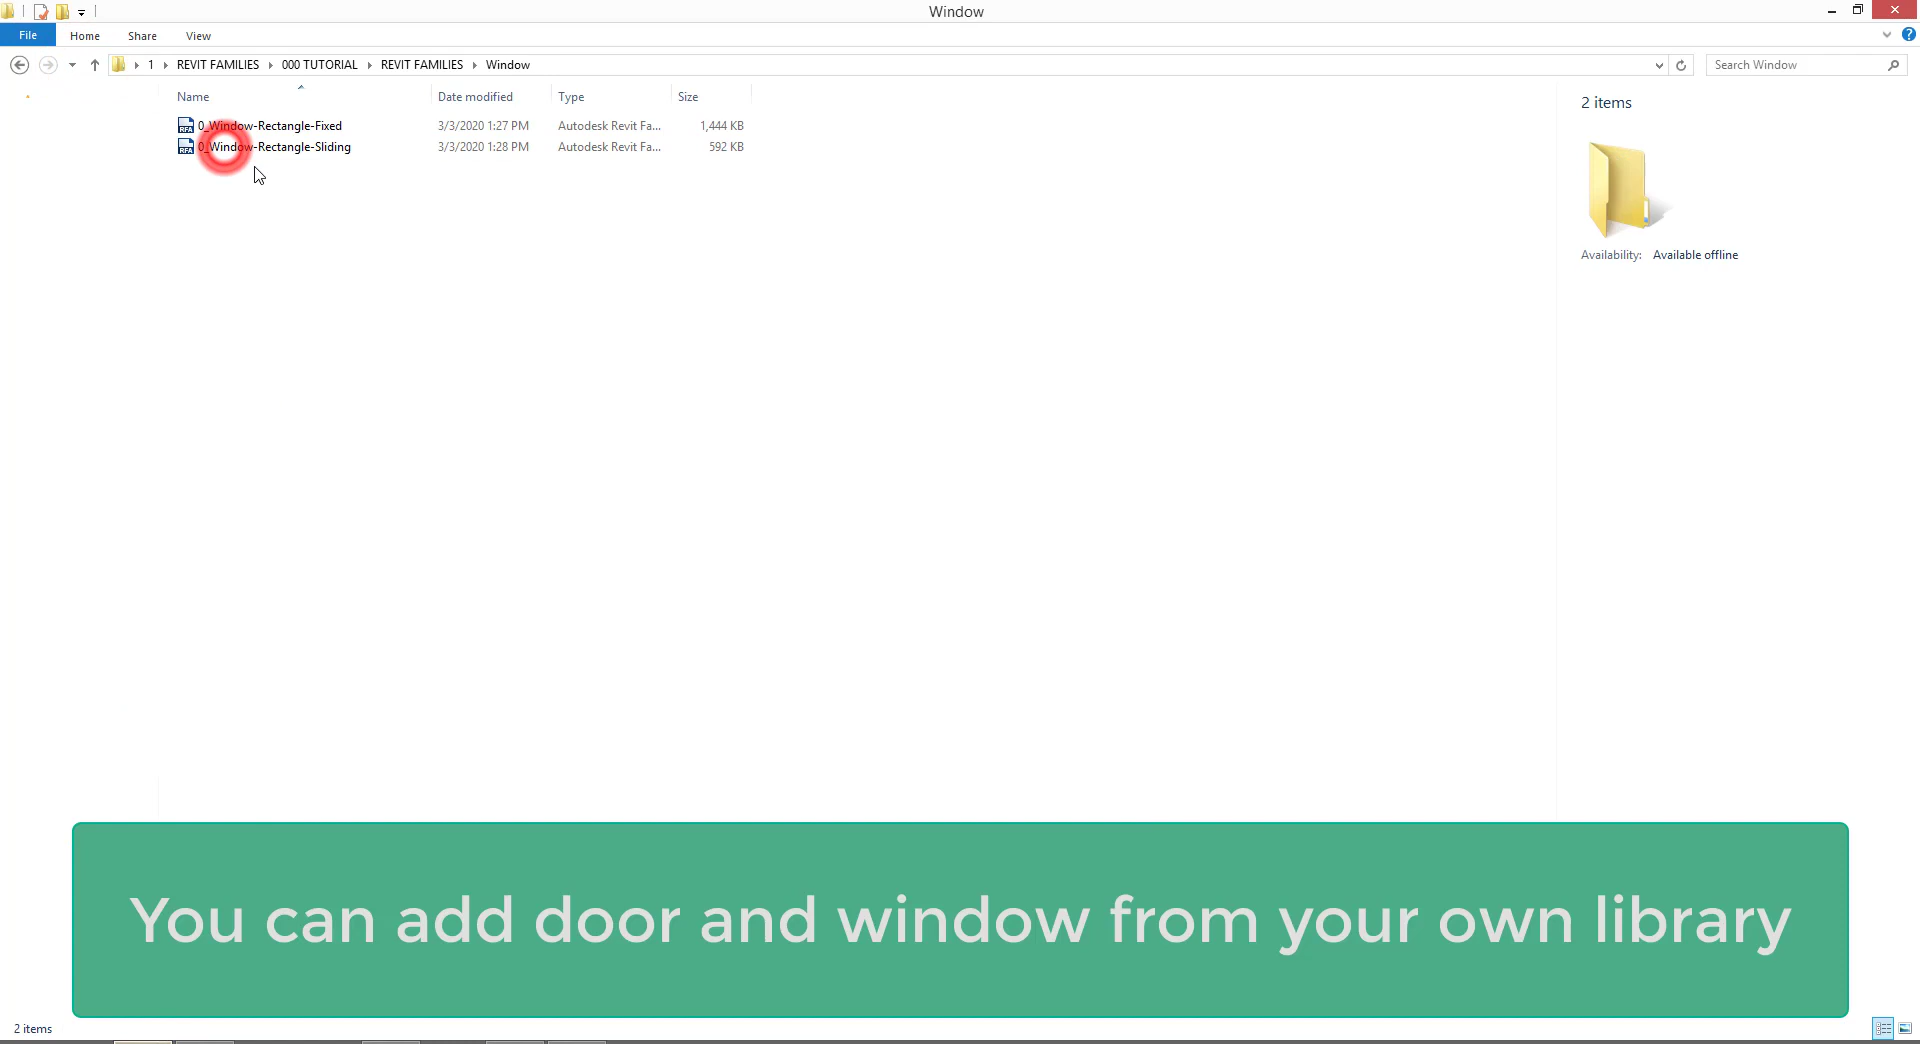 Window
File
Home
Share
View
1
REVIT FAMILIES
000 TUTORIAL
REVIT FAMILIES
Window
Search Window
Name
Date modified
Type
Size
0_Window-Rectangle-Fixed
3/3/2020 1:27 PM
Autodesk Revit Fa...
1,444 KB
RFA
0_Window-Rectangle-Sliding
3/3/2020 1:28 PM
Autodesk Revit Fa...
592 KB
RFA
2 items
Availability:
Available offline
You can add door and window from your own library
2 items